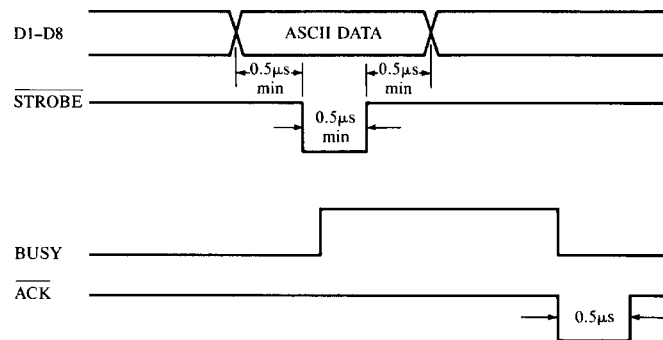 D1–D8
ASCII DATA
0.5μs
min
0.5μs
min
STROBE
0.5μs
min
BUSY
ACK
0.5μs